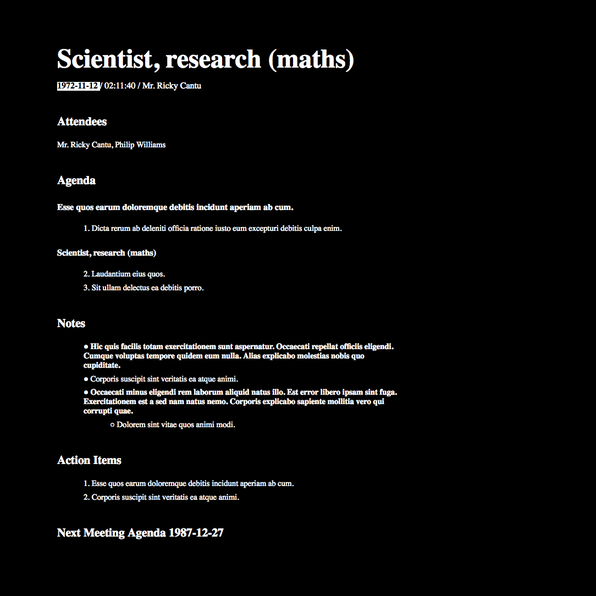 Scientist, research (maths)
1972-11-12/ 02:11:40 / Mr. Ricky Cantu
Attendees
Mr. Ricky Cantu, Philip Williams
Agenda
Esse quos earum doloremque debitis incidunt aperiam ab cum.
1. Dicta rerum ab deleniti officia ratione iusto eum excepturi debitis culpa enim.
Scientist, research (maths)
2. Laudantium eius quos.
3. Sit ullam delectus ea debitis porro.
Notes
● Hic quis facilis totam exercitationem sunt aspernatur. Occaecati repellat officiis eligendi.
Cumque voluptas tempore quidem eum nulla. Alias explicabo molestias nobis quo
cupiditate.
● Corporis suscipit sint veritatis ea atque animi.
● Occaecati minus eligendi rem laborum aliquid natus illo. Est error libero ipsam sint fuga.
Exercitationem est a sed nam natus nemo. Corporis explicabo sapiente mollitia vero qui
corrupti quae.
○ Dolorem sint vitae quos animi modi.
Action Items
1. Esse quos earum doloremque debitis incidunt aperiam ab cum.
2. Corporis suscipit sint veritatis ea atque animi.
Next Meeting Agenda 1987-12-27